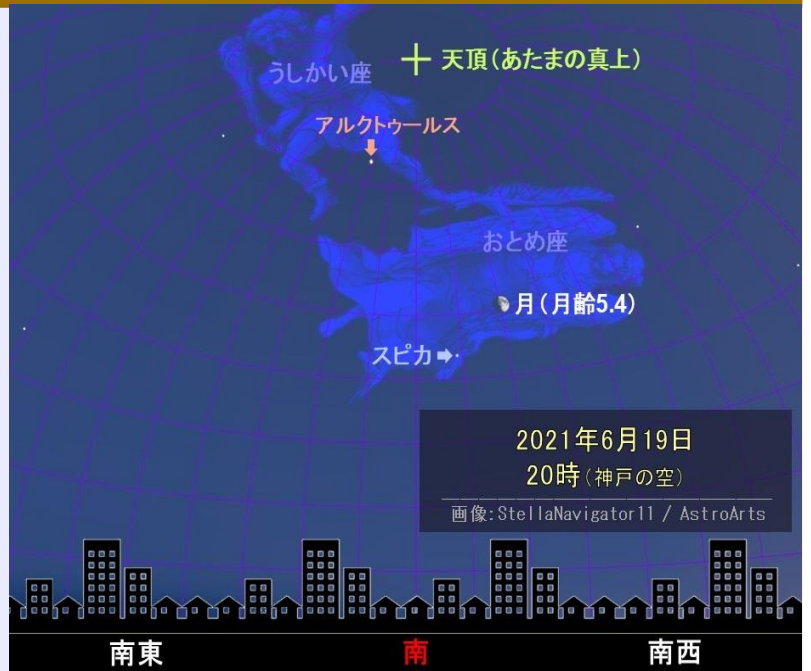 うしかい座
天頂(あたまの真上)
アルクトゥールス
おとめ座
月(月齢5.4)
スピカ
2021年6月19日
20時(神戸の空)
画像:StellaNavigator11 / AstroArts
南東 南 南西